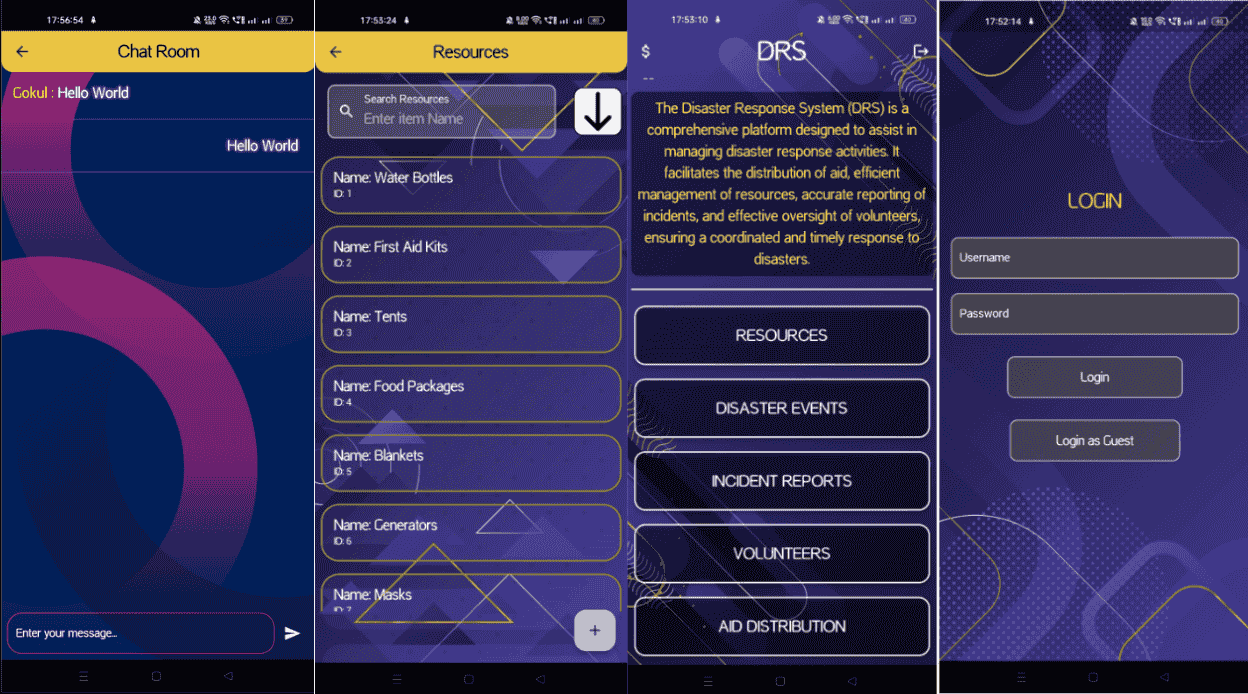 17:56:54
59
Chat Room
Gokul : Hello World
Hello World
Enter your message...
17:53:24
60
Resources
Search Resources
Enter item Name
Name: Water Bottles
ID: 1
Name: First Aid Kits
ID: 2
Name: Tents
ID: 3
Name: Food Packages
ID: 4
Name: Blankets
ID: 5
Name: Generators
ID: 6
Name: Masks
ID: 7
+
17:53:10
60
$
DRS
--
The Disaster Response System (DRS) is a
comprehensive platform designed to assist in
managing disaster response activities. It
facilitates the distribution of aid, efficient
management of resources, accurate reporting of
incidents, and effective oversight of volunteers,
ensuring a coordinated and timely response to
disasters.
RESOURCES
DISASTER EVENTS
INCIDENT REPORTS
VOLUNTEERS
AID DISTRIBUTION
17:52:14
60
LOGIN
Username
Password
Login
Login as Guest